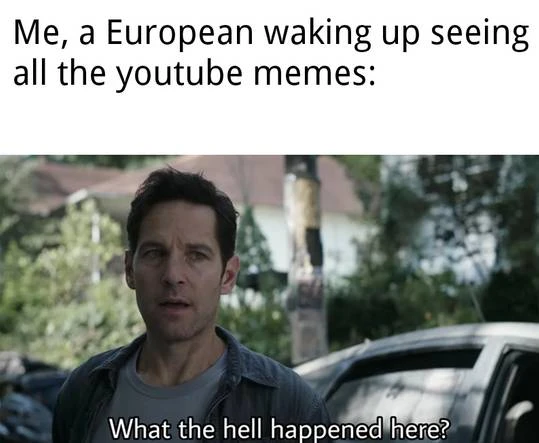 Me, a European waking up seeing
all the youtube memes:
What the hell happened here?